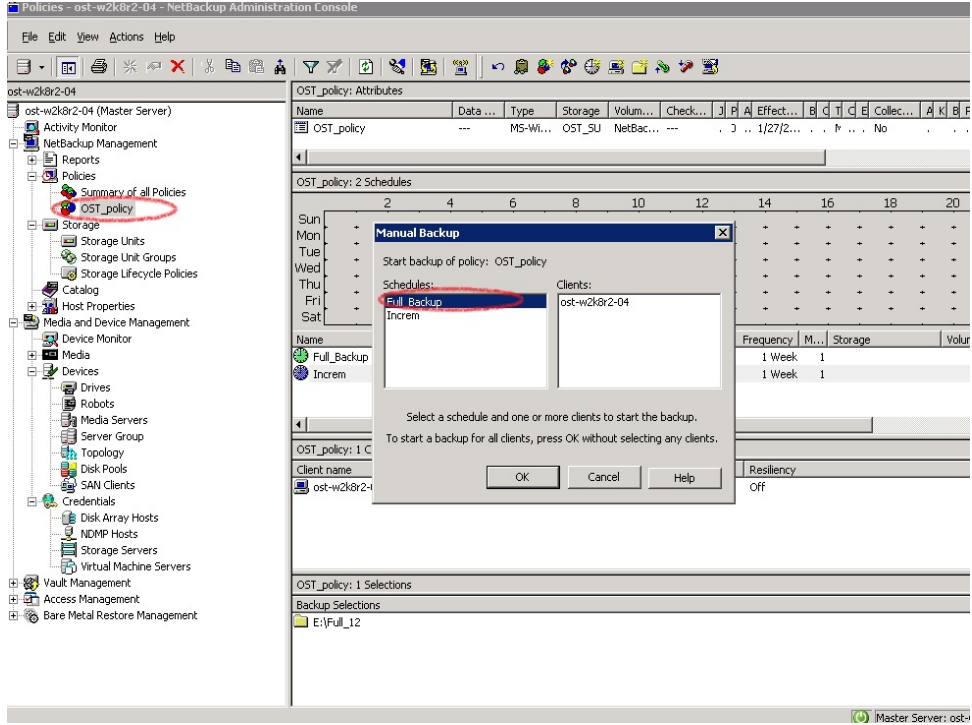 Policies - ost-w2k8r2-04 - NetBackup Administration Console
File Edit View Actions Help
ost-w2k8r2-04
ost-w2k8r2-04 (Master Server)
Activity Monitor
NetBackup Management
Reports
Policies
Summary of all Policies
OST_policy
Storage
Storage Units
Storage Unit Groups
Storage Lifecycle Policies
Catalog
Host Properties
Media and Device Management
Device Monitor
Media
Devices
Drives
Robots
Media Servers
Server Group
Topology
Disk Pools
SAN Clients
Credentials
Disk Array Hosts
NDMP Hosts
Storage Servers
Virtual Machine Servers
Vault Management
Access Management
Bare Metal Restore Management
OST_policy: Attributes
Name Data ... Type Storage Volum... Check... J P A Effect... B C T C E Collec... A K B F
OST_policy --- MS-Wi... OST_SU NetBac... --- 1/27/2... No
OST_policy: 2 Schedules
2 4 6 8 10 12 14 16 18 20
Sun
Mon
Tue
Wed
Thu
Fri
Sat
Name Frequency M... Storage Volur
Full_Backup 1 Week 1
Increm 1 Week 1
OST_policy: 1 C
Client name Resiliency
ost-w2k8r2- Off
OST_policy: 1 Selections
Backup Selections
E:\Full_12
Manual Backup
Start backup of policy: OST_policy
Schedules: Clients:
Full_Backup ost-w2k8r2-04
Increm
Select a schedule and one or more clients to start the backup.
To start a backup for all clients, press OK without selecting any clients.
OK Cancel Help
Master Server: ost-